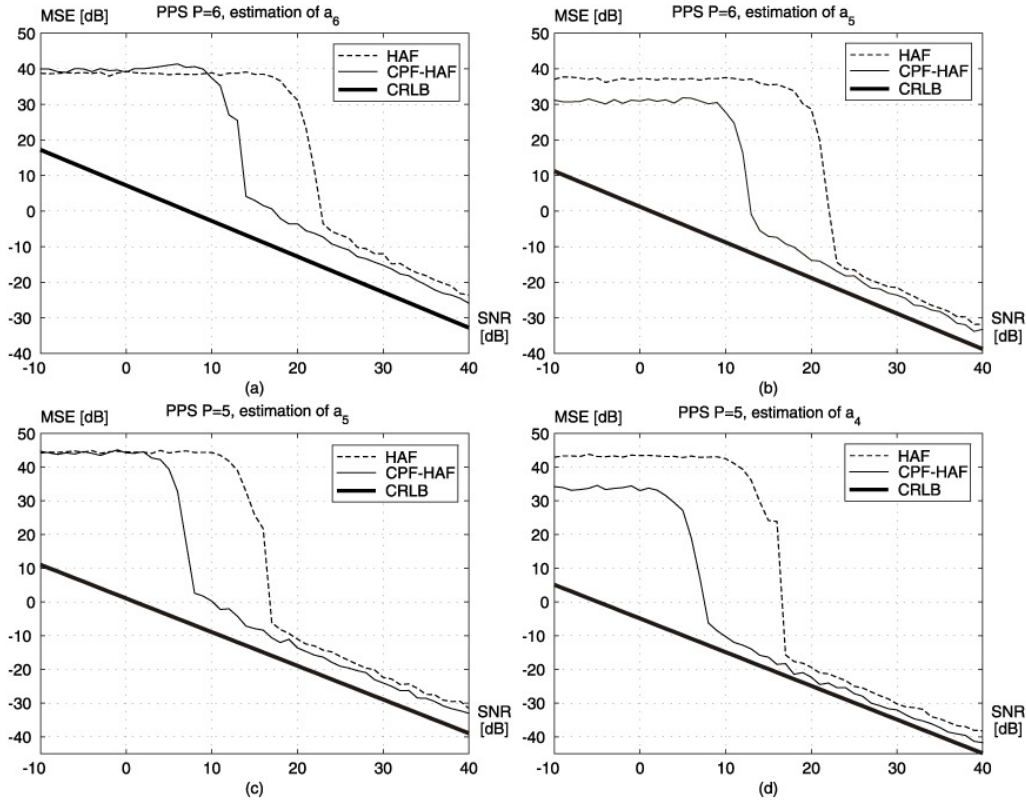 MSE [dB]
PPS P=6, estimation of a6
50
40
30
20
10
0
-10
-20
-30
-40
HAF
CPF-HAF
CRLB
SNR
[dB]
-10 0 10 20 30 40
(a)
MSE [dB]
PPS P=6, estimation of a5
50
40
30
20
10
0
-10
-20
-30
-40
HAF
CPF-HAF
CRLB
SNR
[dB]
-10 0 10 20 30 40
(b)
MSE [dB]
PPS P=5, estimation of a5
50
40
30
20
10
0
-10
-20
-30
-40
HAF
CPF-HAF
CRLB
SNR
[dB]
-10 0 10 20 30 40
(c)
MSE [dB]
PPS P=5, estimation of a4
50
40
30
20
10
0
-10
-20
-30
-40
HAF
CPF-HAF
CRLB
SNR
[dB]
-10 0 10 20 30 40
(d)